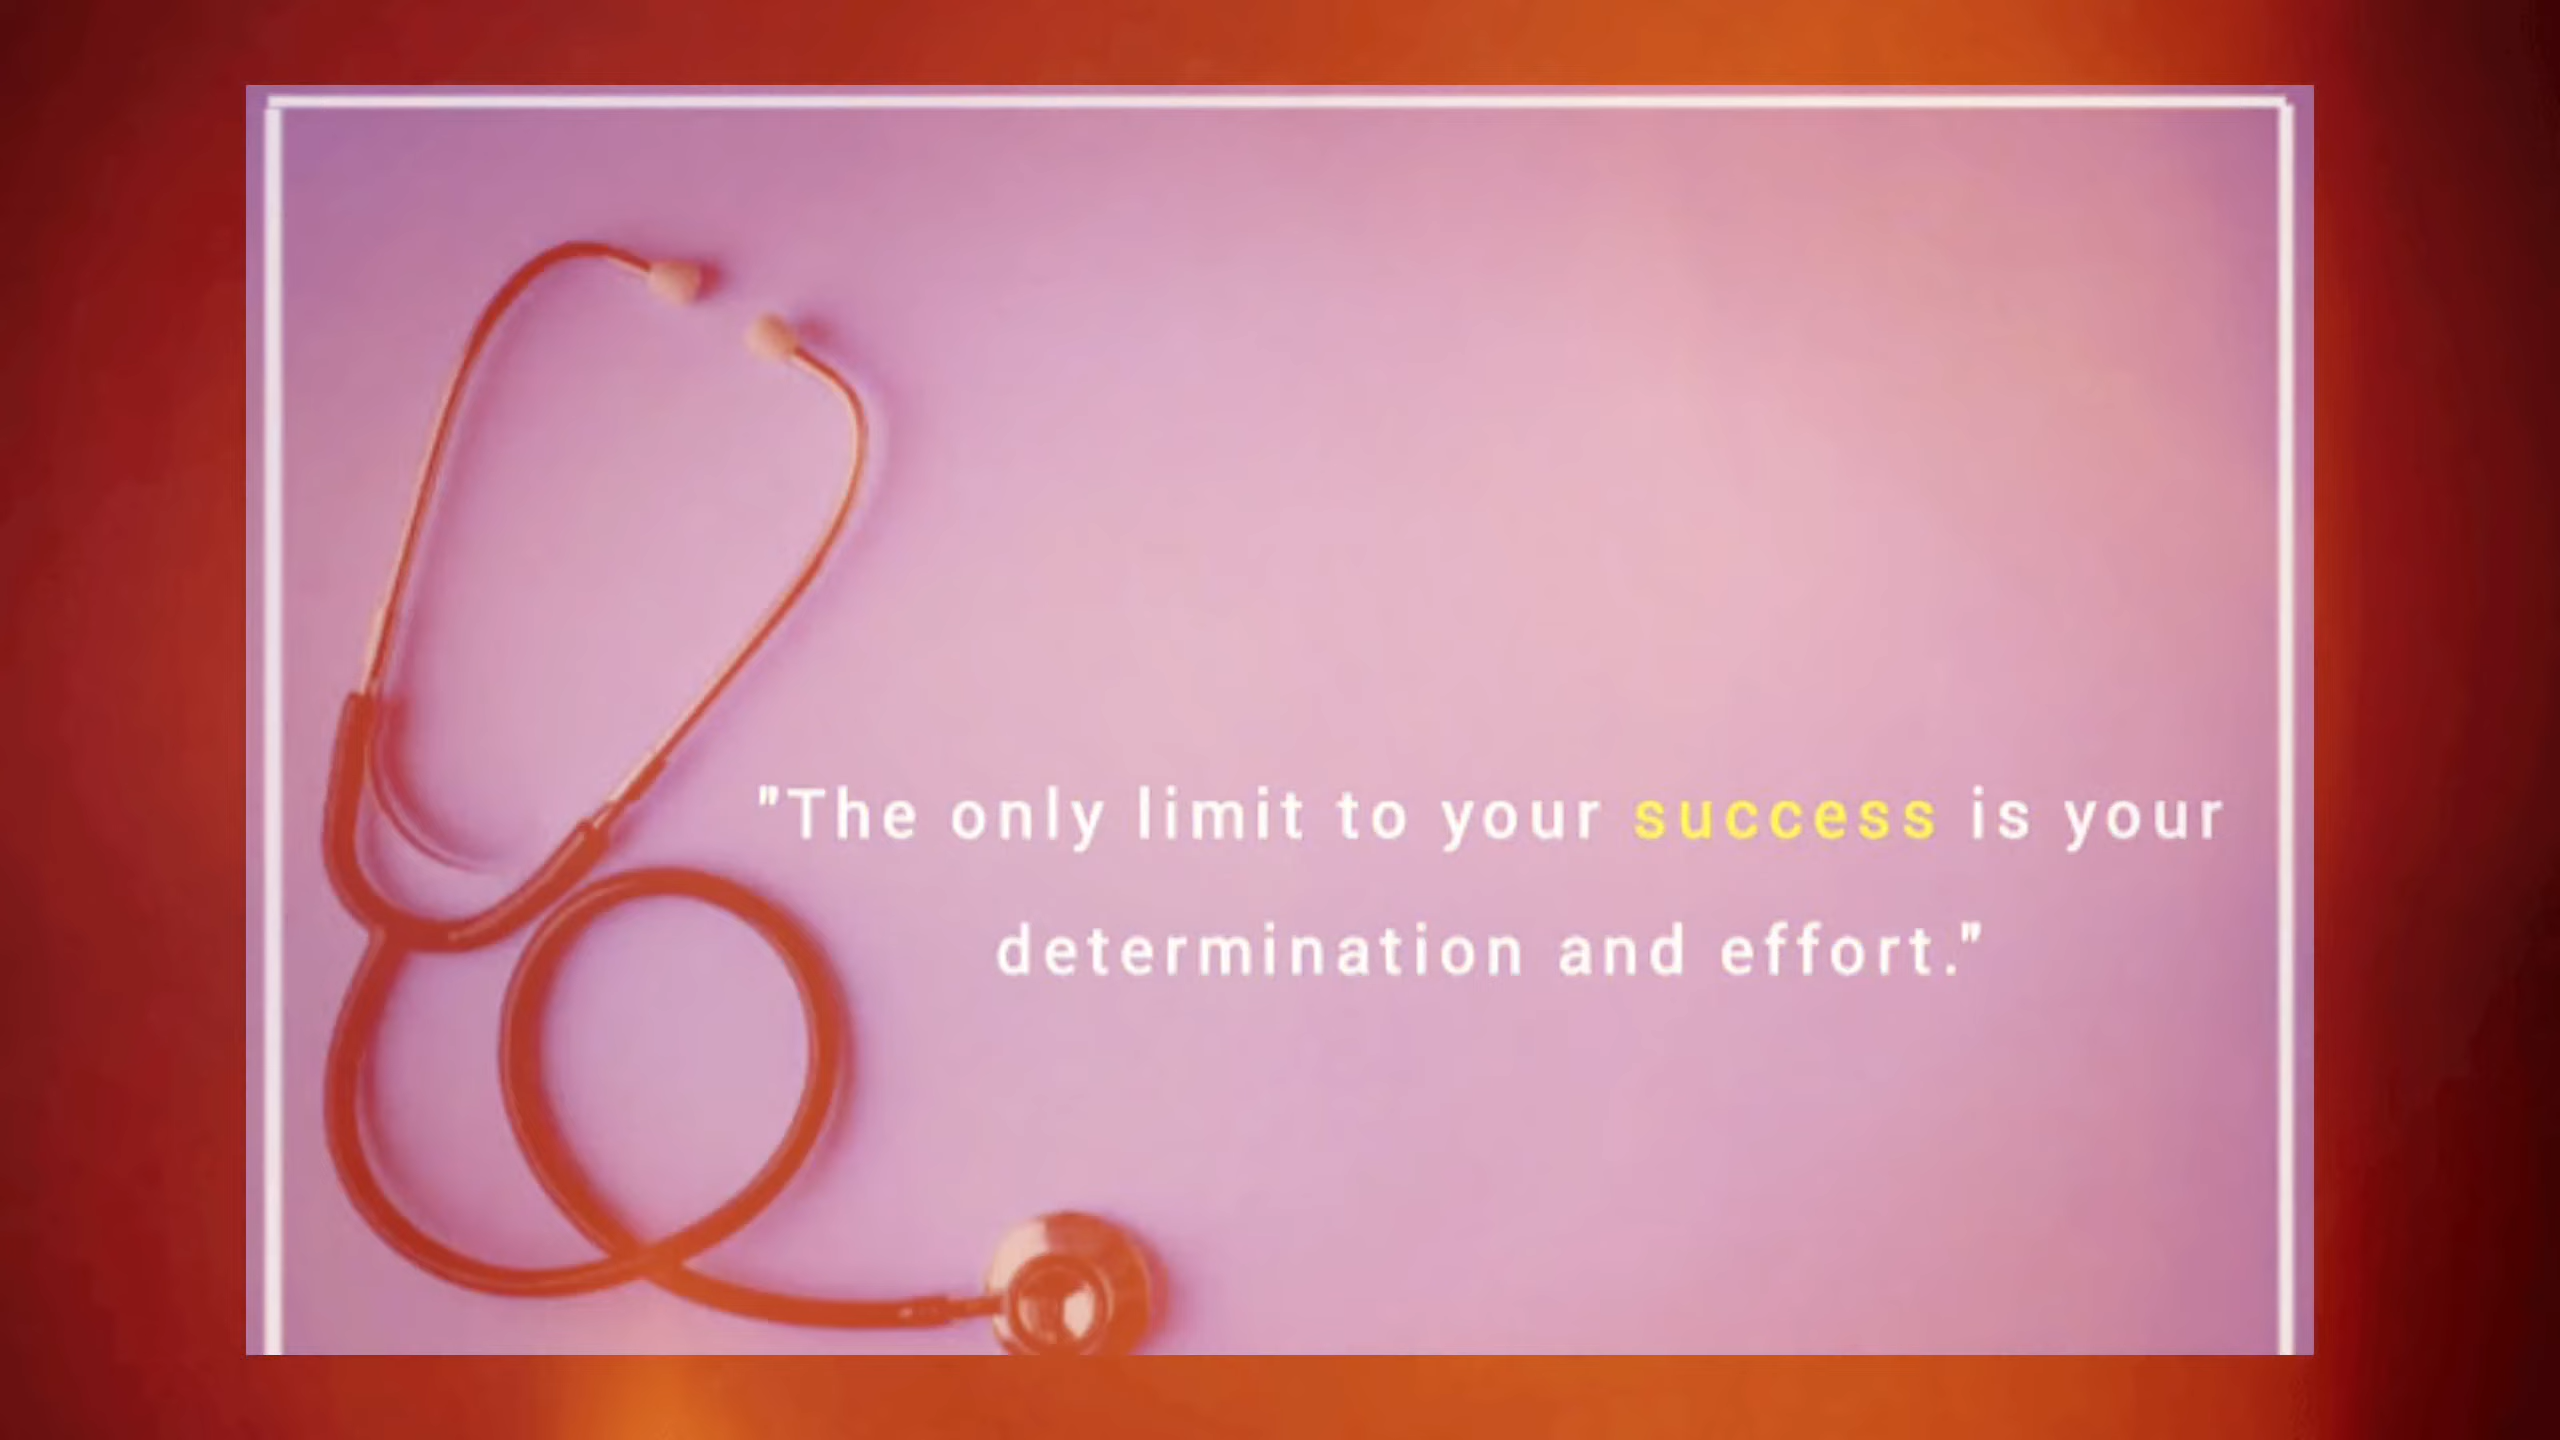 "The only limit to your success is your
determination and effort."